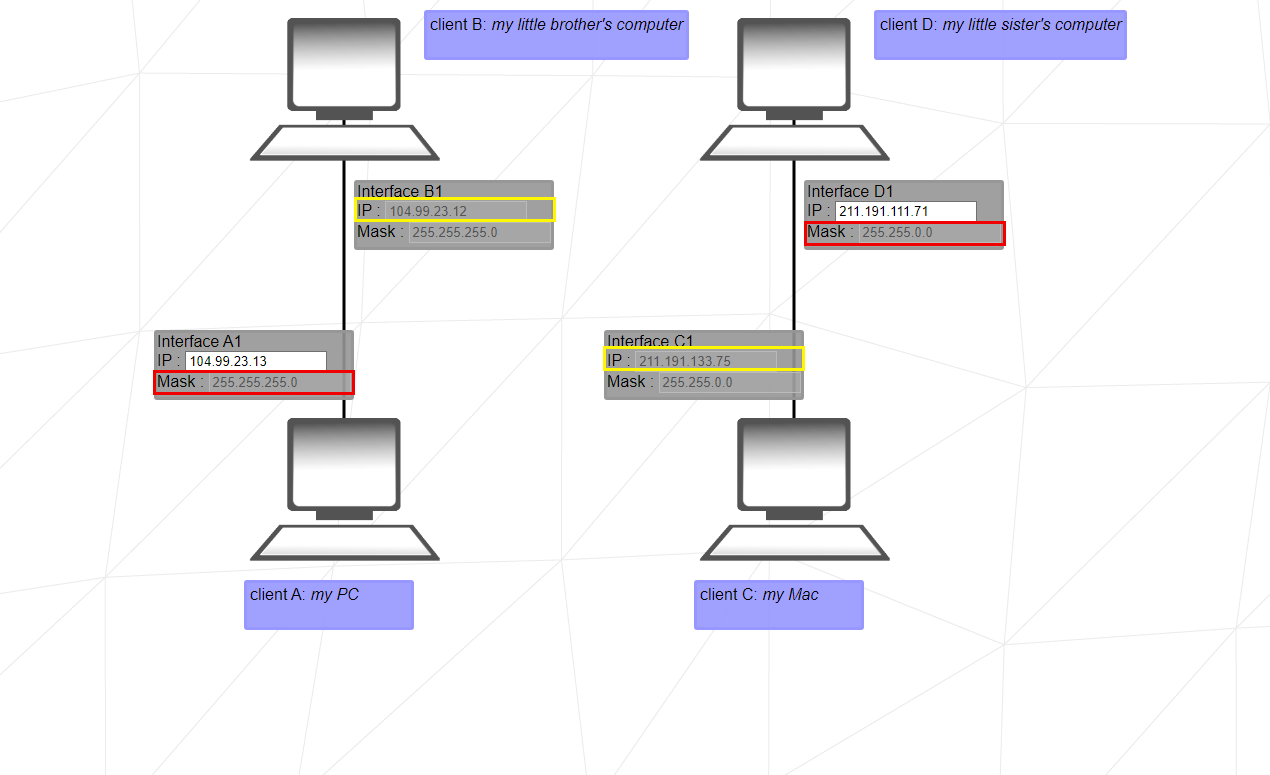 client B: my little brother's computer
client D: my little sister's computer
Interface B1
IP : 104.99.23.12
Mask : 255.255.255.0
Interface D1
IP : 211.191.111.71
Mask : 255.255.0.0
Interface A1
IP : 104.99.23.13
Mask : 255.255.255.0
Interface C1
IP : 211.191.133.75
Mask : 255.255.0.0
client A: my PC
client C: my Mac